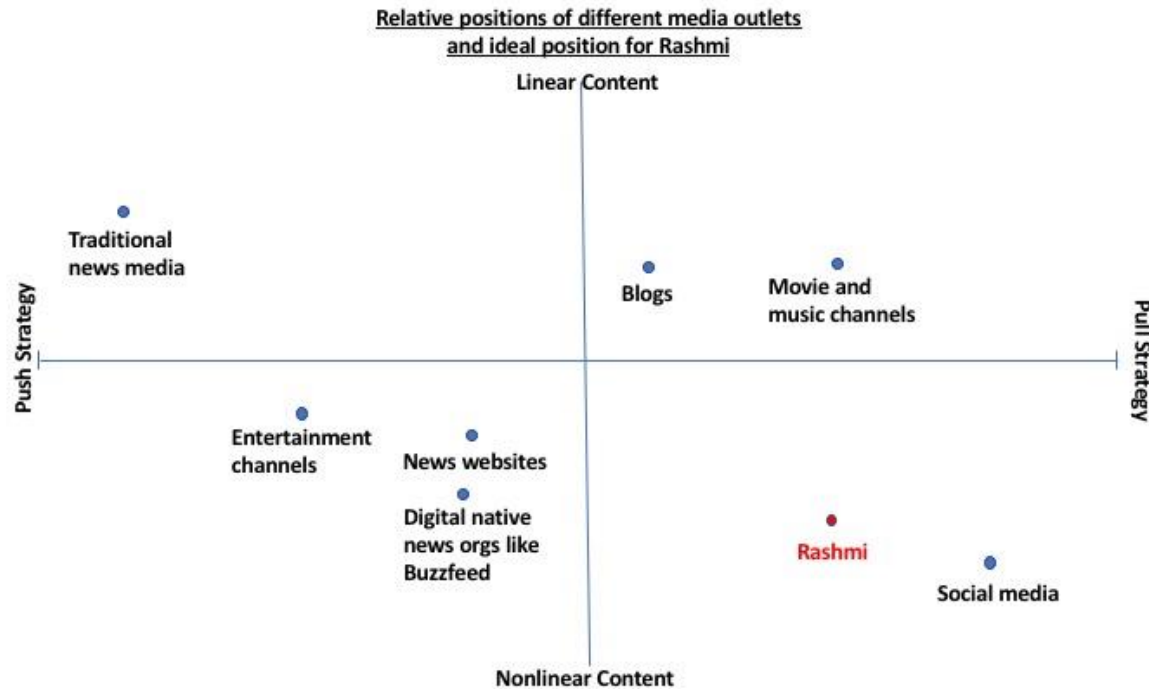 Relative positions of different media outlets
and ideal position for Rashmi
Linear Content
Traditional
news media
Blogs
Movie and
music channels
Push Strategy
Pull Strategy
Entertainment
channels
News websites
Digital native
news orgs like
Buzzfeed
Rashmi
Social media
Nonlinear Content